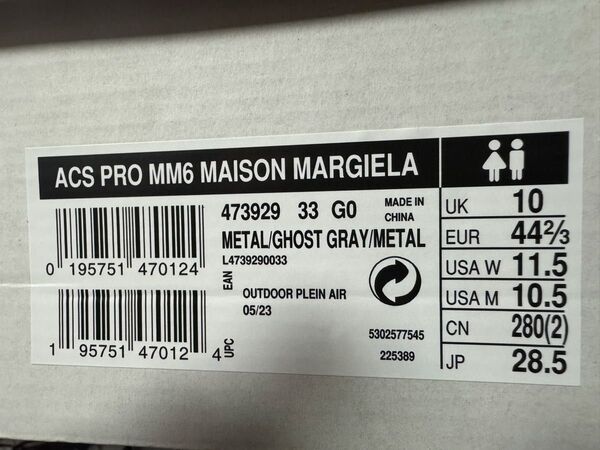 ACS PRO MM6 MAISON MARGIELA
473929 33 G0
MADE IN
CHINA
METAL/GHOST GRAY/METAL
L4739290033
0 195751 470124
EAN
OUTDOOR PLEIN AIR
05/23
5302577545
225389
1 95751 47012 4
UPC
UK 10
EUR 44⅔
USA W 11.5
USA M 10.5
CN 280(2)
JP 28.5